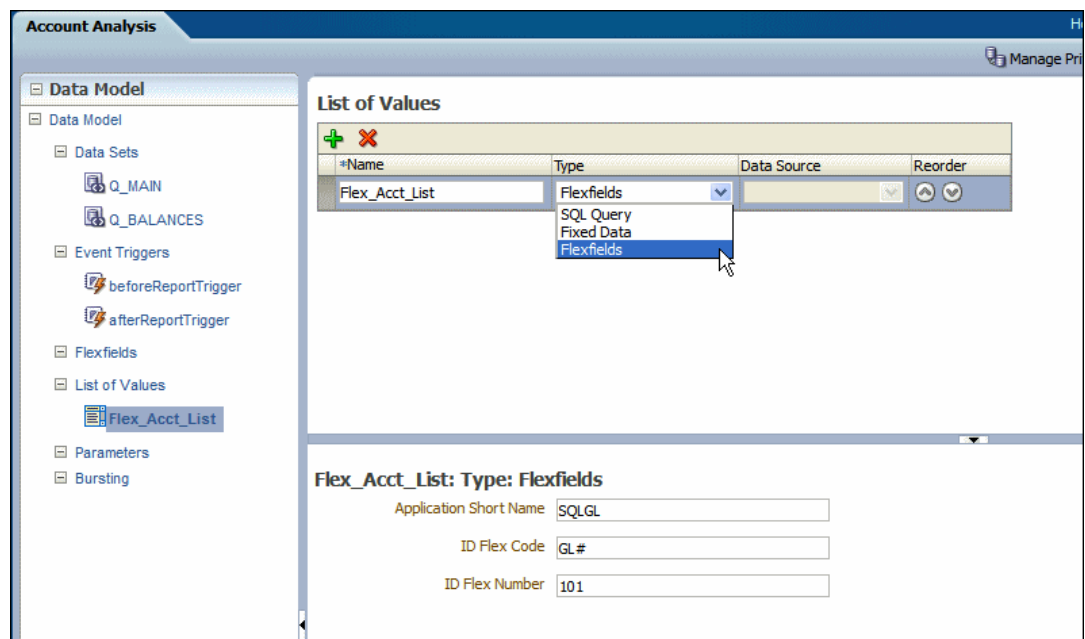 Account Analysis
Manage Pri
Data Model
Data Model
Data Sets
Q_MAIN
Q_BALANCES
Event Triggers
beforeReportTrigger
afterReportTrigger
Flexfields
List of Values
Flex_Acct_List
Parameters
Bursting
List of Values
*Name Type Data Source Reorder
Flex_Acct_List Flexfields
SQL Query
Fixed Data
Flexfields
Flex_Acct_List: Type: Flexfields
Application Short Name SQLGL
ID Flex Code GL#
ID Flex Number 101